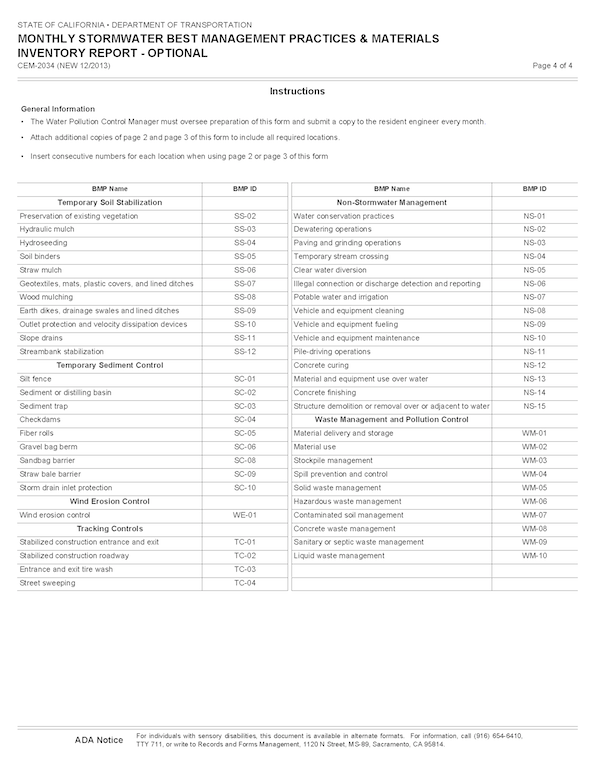 STATE OF CALIFORNIA • DEPARTMENT OF TRANSPORTATION
MONTHLY STORMWATER BEST MANAGEMENT PRACTICES & MATERIALS
INVENTORY REPORT - OPTIONAL
CEM-2034 (NEW 12/2013)
Page 4 of 4
Instructions
General Information
• The Water Pollution Control Manager must oversee preparation of this form and submit a copy to the resident engineer every month.
• Attach additional copies of page 2 and page 3 of this form to include all required locations.
• Insert consecutive numbers for each location when using page 2 or page 3 of this form
BMP Name BMP ID
Temporary Soil Stabilization
Preservation of existing vegetation SS-02
Hydraulic mulch SS-03
Hydroseeding SS-04
Soil binders SS-05
Straw mulch SS-06
Geotextiles, mats, plastic covers, and lined ditches SS-07
Wood mulching SS-08
Earth dikes, drainage swales and lined ditches SS-09
Outlet protection and velocity dissipation devices SS-10
Slope drains SS-11
Streambank stabilization SS-12
Temporary Sediment Control
Silt fence SC-01
Sediment or distilling basin SC-02
Sediment trap SC-03
Checkdams SC-04
Fiber rolls SC-05
Gravel bag berm SC-06
Sandbag barrier SC-08
Straw bale barrier SC-09
Storm drain inlet protection SC-10
Wind Erosion Control
Wind erosion control WE-01
Tracking Controls
Stabilized construction entrance and exit TC-01
Stabilized construction roadway TC-02
Entrance and exit tire wash TC-03
Street sweeping TC-04
BMP Name BMP ID
Non-Stormwater Management
Water conservation practices NS-01
Dewatering operations NS-02
Paving and grinding operations NS-03
Temporary stream crossing NS-04
Clear water diversion NS-05
Illegal connection or discharge detection and reporting NS-06
Potable water and irrigation NS-07
Vehicle and equipment cleaning NS-08
Vehicle and equipment fueling NS-09
Vehicle and equipment maintenance NS-10
Pile-driving operations NS-11
Concrete curing NS-12
Material and equipment use over water NS-13
Concrete finishing NS-14
Structure demolition or removal over or adjacent to water NS-15
Waste Management and Pollution Control
Material delivery and storage WM-01
Material use WM-02
Stockpile management WM-03
Spill prevention and control WM-04
Solid waste management WM-05
Hazardous waste management WM-06
Contaminated soil management WM-07
Concrete waste management WM-08
Sanitary or septic waste management WM-09
Liquid waste management WM-10
ADA Notice
For individuals with sensory disabilities, this document is available in alternate formats. For information, call (916) 654-6410,
TTY 711, or write to Records and Forms Management, 1120 N Street, MS-89, Sacramento, CA 95814.